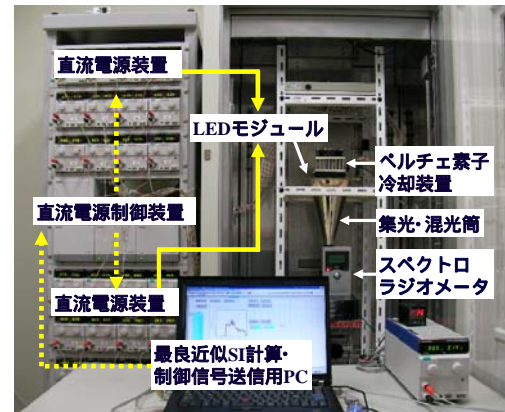 直流電源装置
LEDモジュール
ペルチェ素子
冷却装置
直流電源制御装置
集光・混光筒
スペクトロ
ラジオメータ
直流電源装置
最良近似SI計算・
制御信号送信用PC